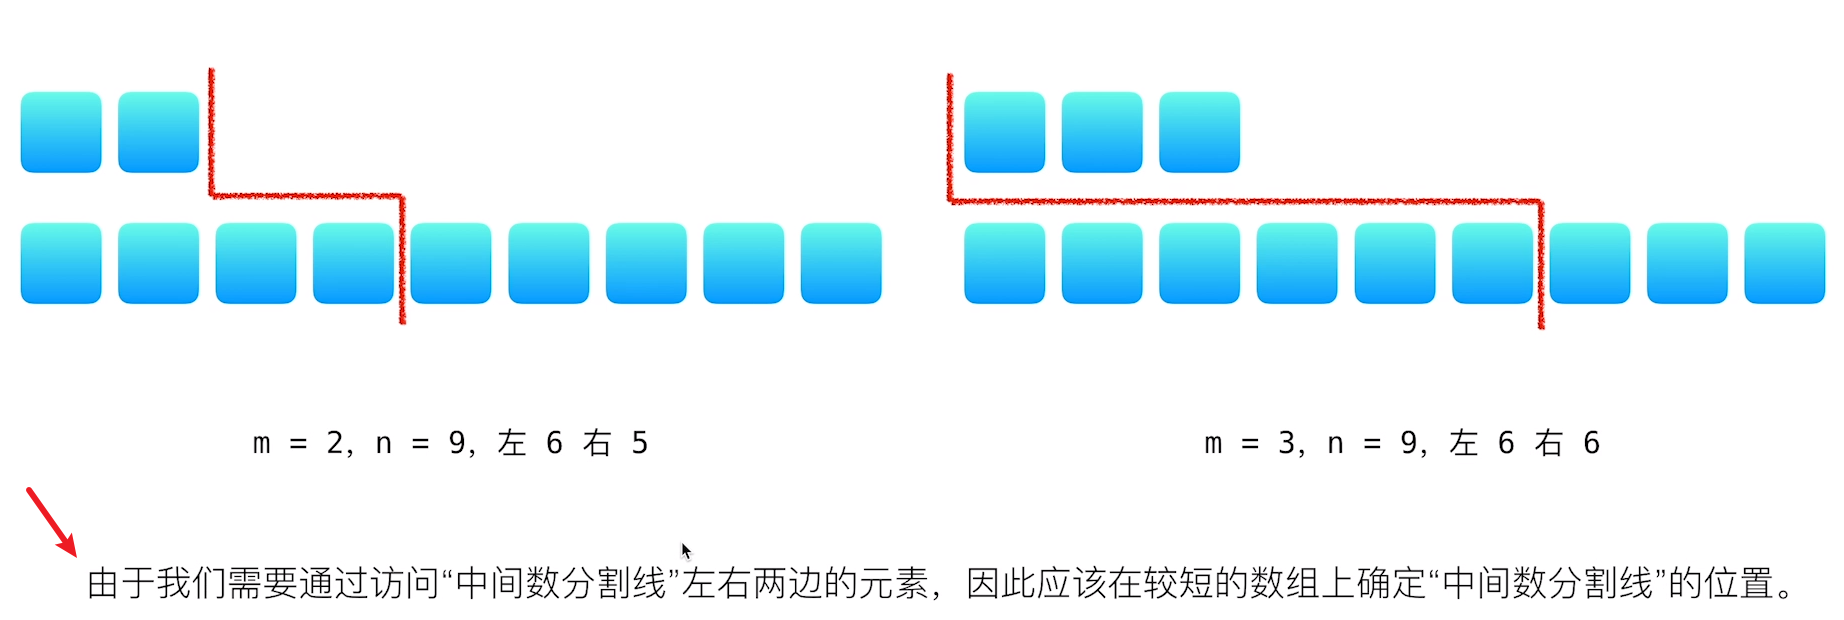 m = 2, n = 9, 左 6 右 5
m = 3, n = 9, 左 6 右 6
由于我们需要通过访问“中间数分割线”左右两边的元素，因此应该在较短的数组上确定“中间数分割线”的位置。